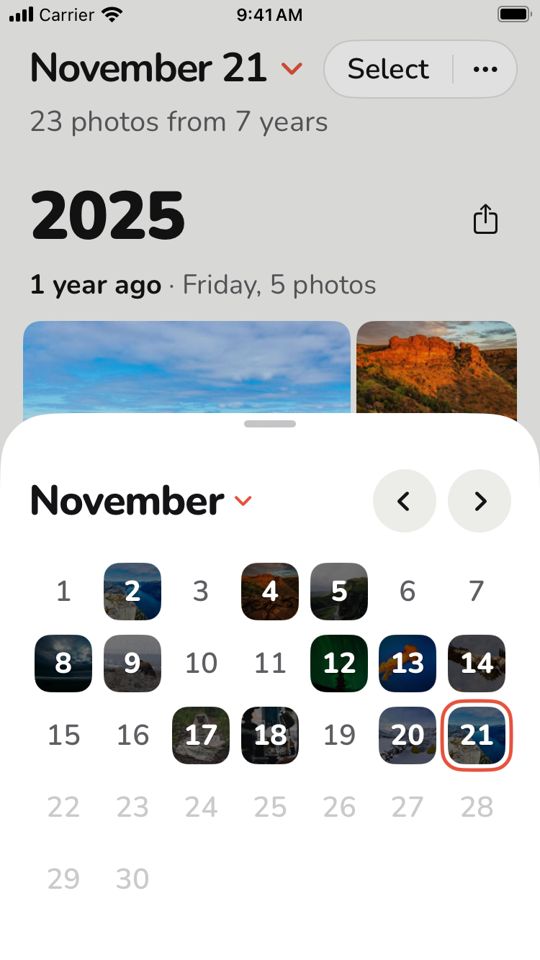 Carrier 9:41 AM
November 21 Select
23 photos from 7 years
2025
1 year ago · Friday, 5 photos
November
1 2 3 4 5 6 7
8 9 10 11 12 13 14
15 16 17 18 19 20 21
22 23 24 25 26 27 28
29 30